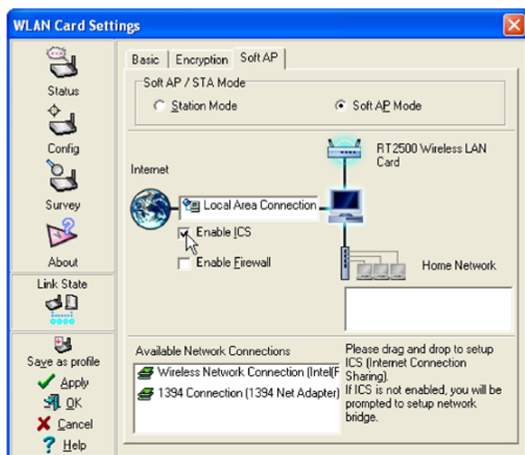 WLAN Card Settings
Status
Config
Survey
About
Link State
Save as profile
Apply
OK
Cancel
Help
Basic
Encryption
Soft AP
Soft AP / STA Mode
Station Mode
Soft AP Mode
RT2500 Wireless LAN
Card
Internet
Local Area Connection
Enable ICS
Enable Firewall
Home Network
Available Network Connections
Wireless Network Connection (Intel(F
1394 Connection (1394 Net Adapter)
Please drag and drop to setup
ICS (Internet Connection
Sharing).
If ICS is not enabled, you will be
prompted to setup network
bridge.